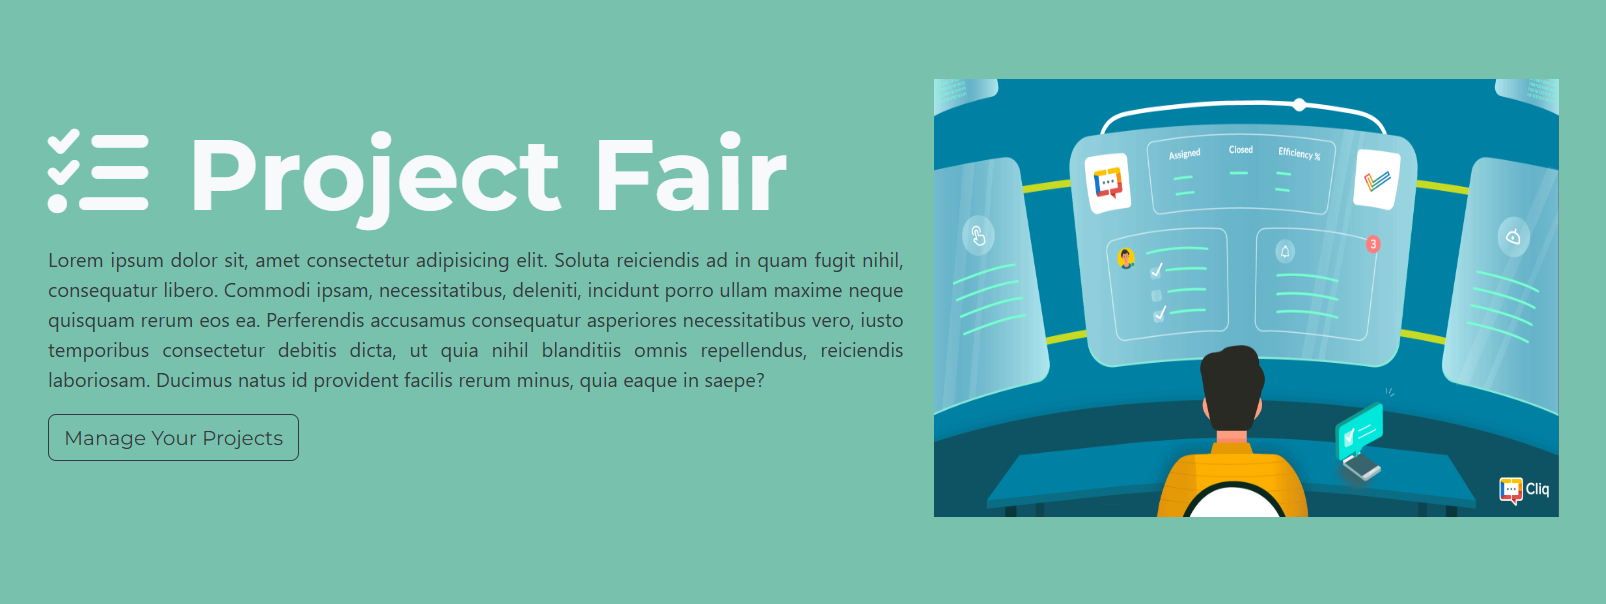 Project Fair
Lorem ipsum dolor sit, amet consectetur adipisicing elit. Soluta reiciendis ad in quam fugit nihil,
consequatur libero. Commodi ipsam, necessitatibus, deleniti, incidunt porro ullam maxime neque
quisquam rerum eos ea. Perferendis accusamus consequatur asperiores necessitatibus vero, iusto
temporibus consectetur debitis dicta, ut quia nihil blanditiis omnis repellendus, reiciendis
laboriosam. Ducimus natus id provident facilis rerum minus, quia eaque in saepe?
Manage Your Projects
Assigned Closed Efficiency %
3
Cliq